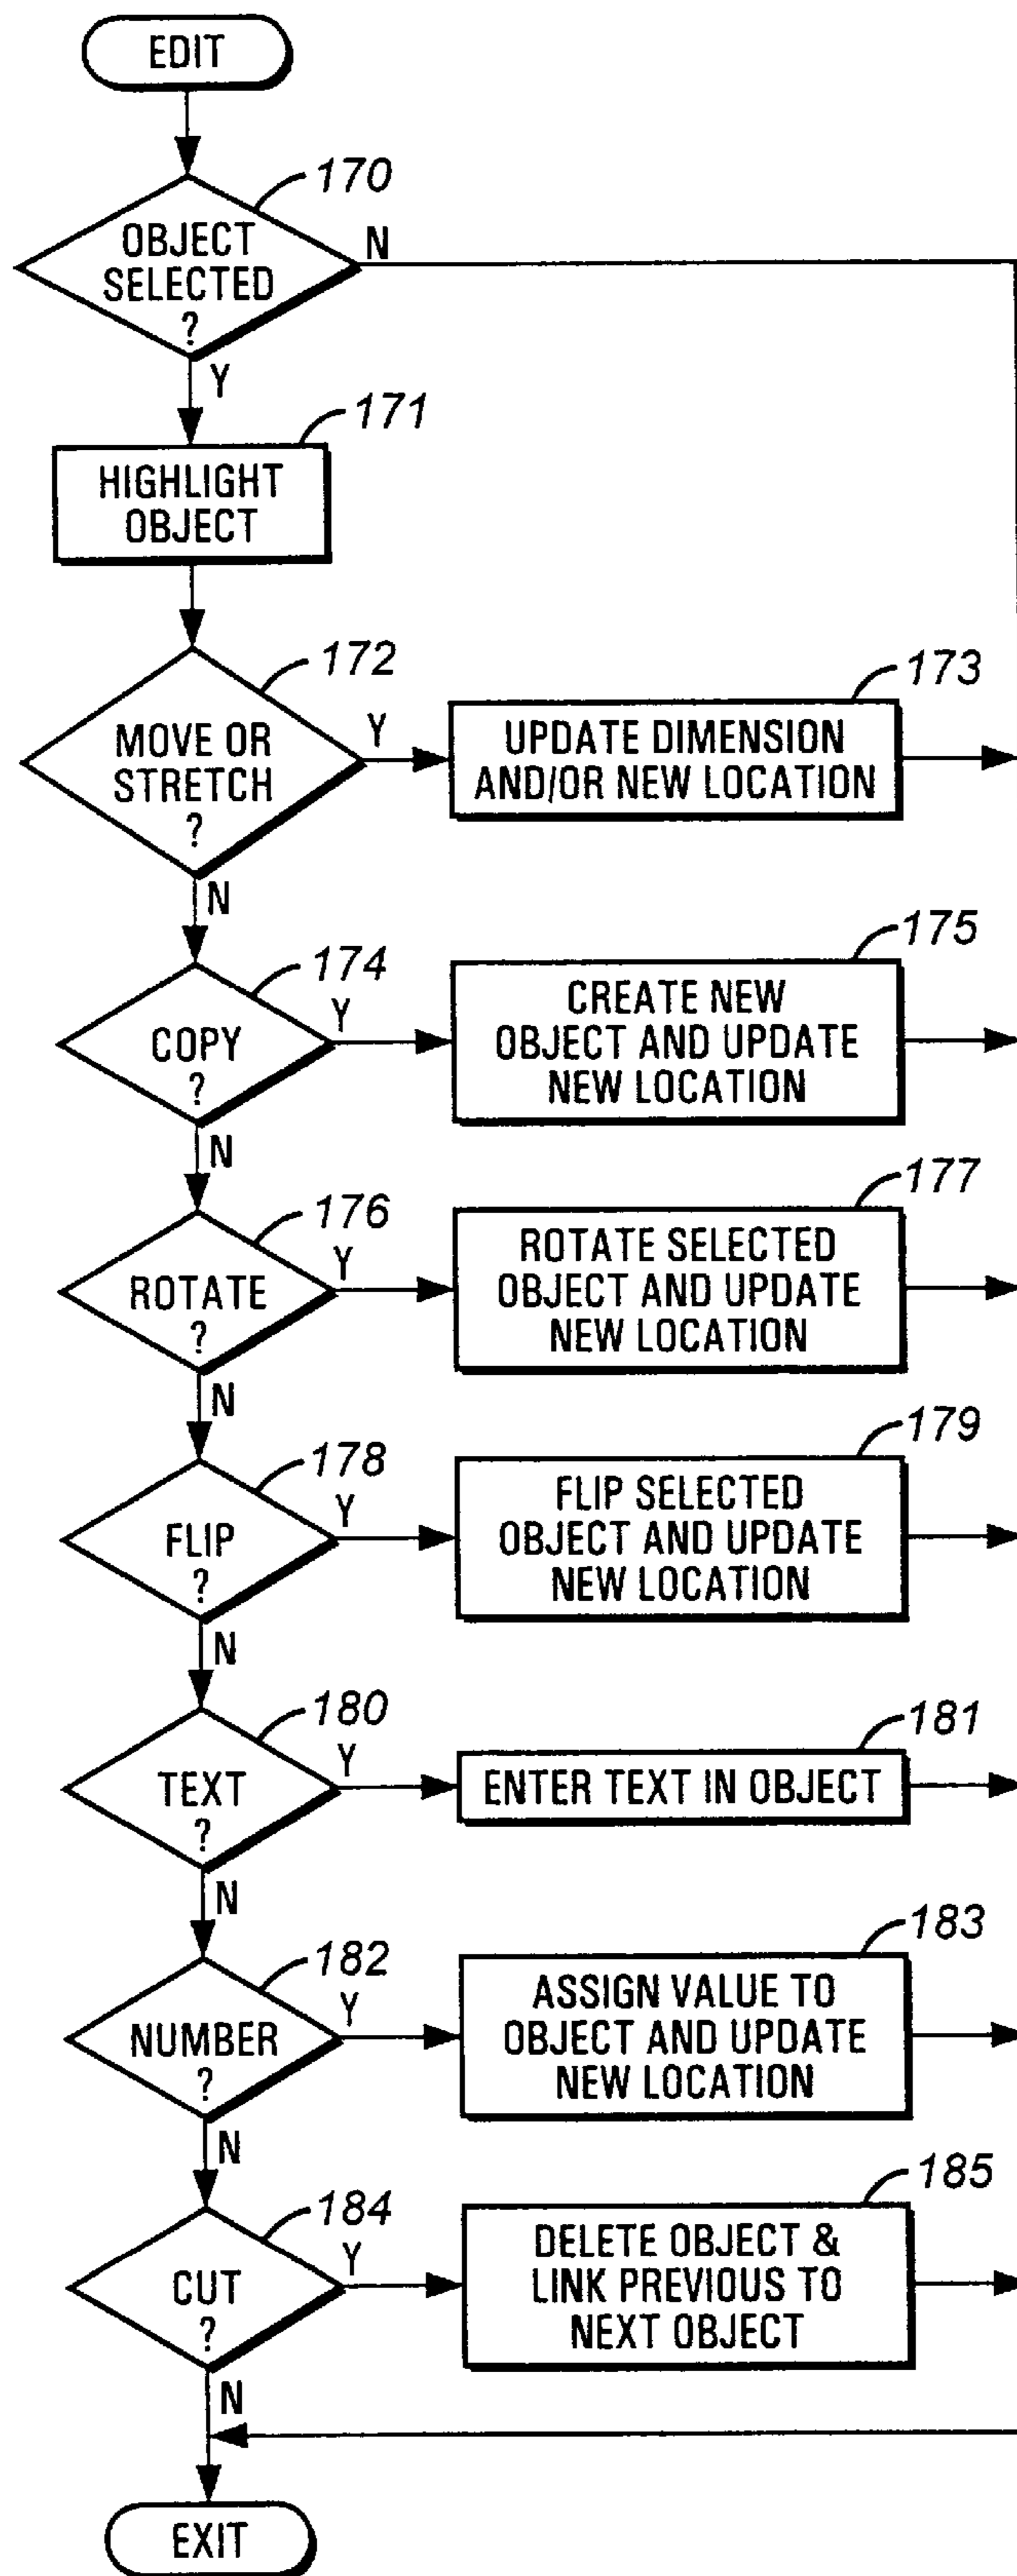 EDIT
170
OBJECT
SELECTED
?
N
Y
171
HIGHLIGHT
OBJECT
172
MOVE OR
STRETCH
?
Y
N
173
UPDATE DIMENSION
AND/OR NEW LOCATION
174
COPY
?
Y
N
175
CREATE NEW
OBJECT AND UPDATE
NEW LOCATION
176
ROTATE
?
Y
N
177
ROTATE SELECTED
OBJECT AND UPDATE
NEW LOCATION
178
FLIP
?
Y
N
179
FLIP SELECTED
OBJECT AND UPDATE
NEW LOCATION
180
TEXT
?
Y
N
181
ENTER TEXT IN OBJECT
182
NUMBER
?
Y
N
183
ASSIGN VALUE TO
OBJECT AND UPDATE
NEW LOCATION
184
CUT
?
Y
N
185
DELETE OBJECT &
LINK PREVIOUS TO
NEXT OBJECT
EXIT